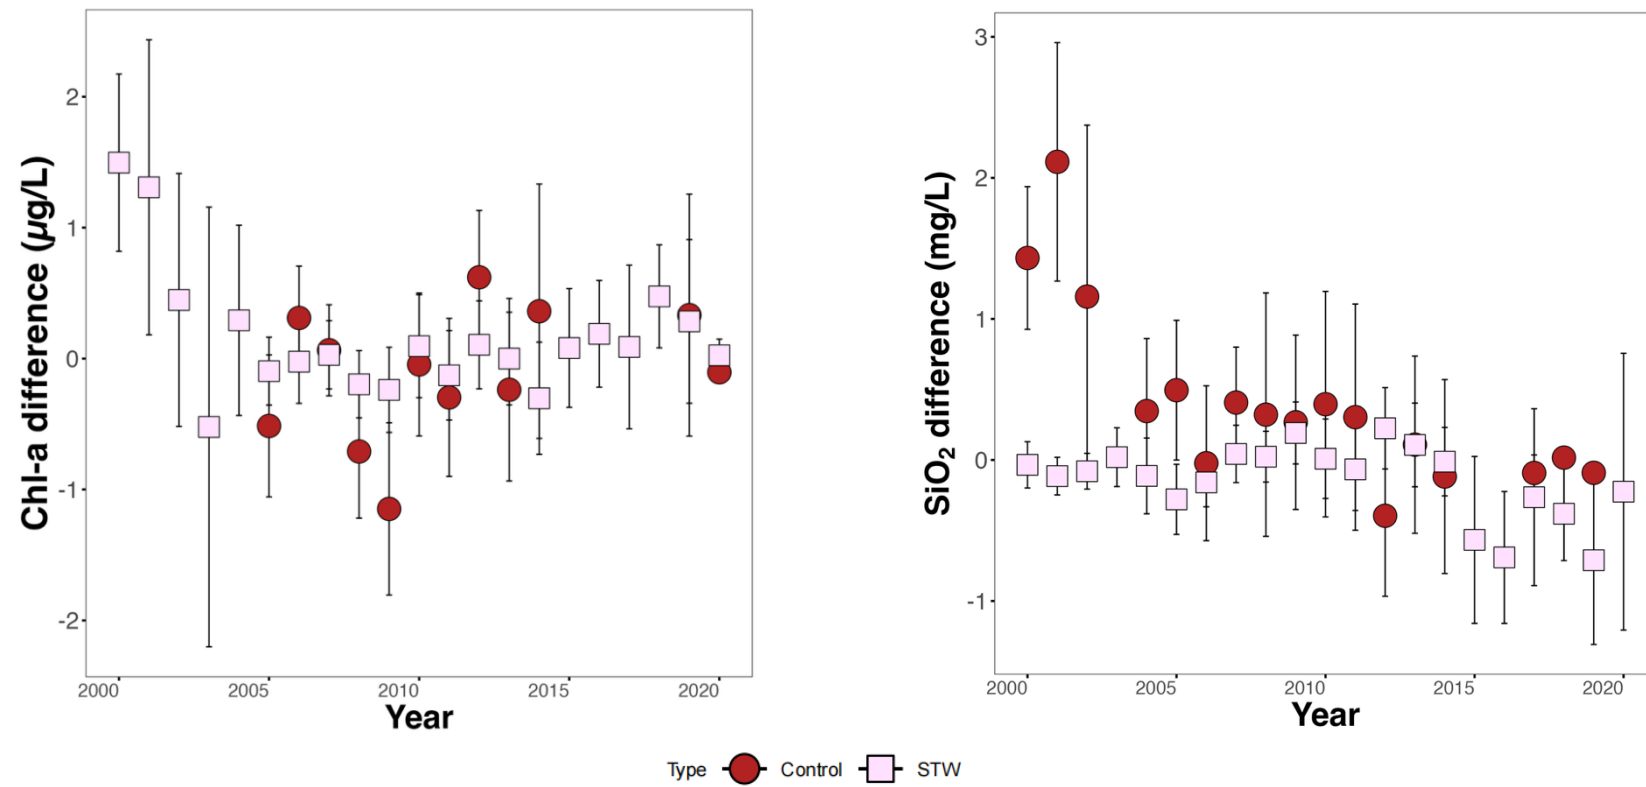 Chl-a difference (µg/L)
2
1
0
-1
-2
2000 2005 2010 2015 2020
Year
SiO₂ difference (mg/L)
3
2
1
0
-1
2000 2005 2010 2015 2020
Year
Type Control STW